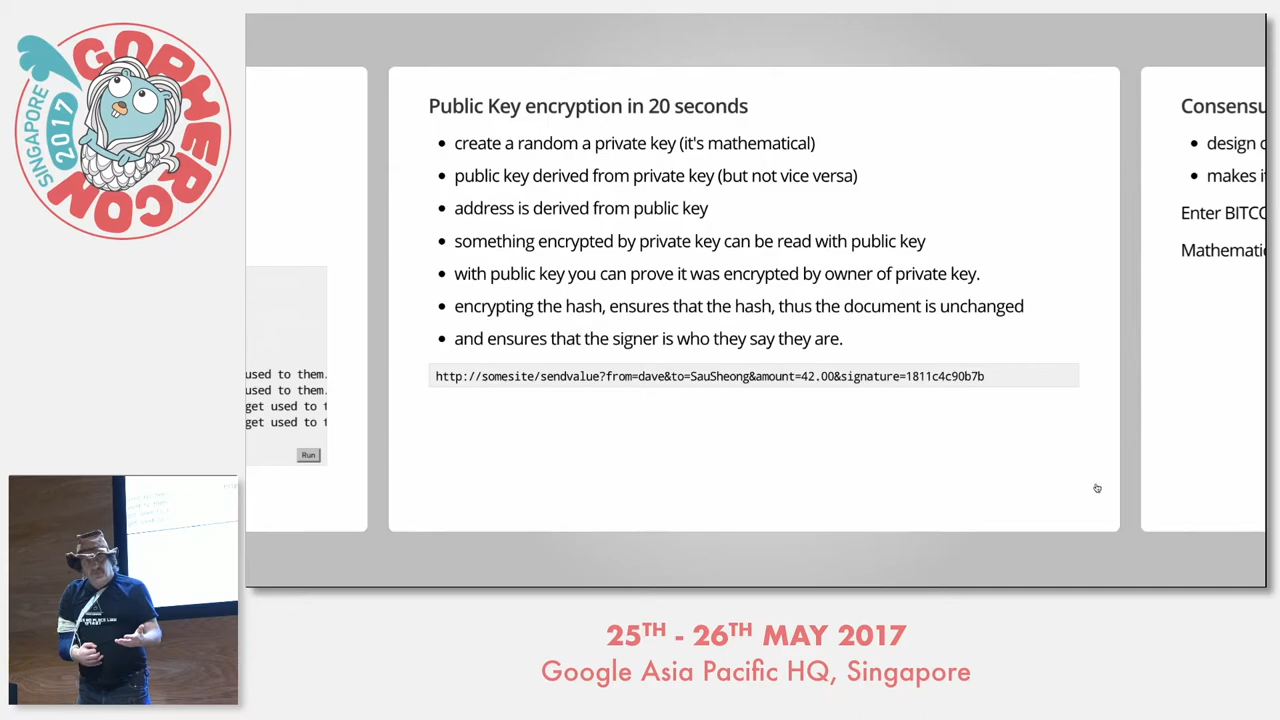 GOPHERCON
SINGAPORE
2017
Public Key encryption in 20 seconds
create a random a private key (it's mathematical)
public key derived from private key (but not vice versa)
address is derived from public key
something encrypted by private key can be read with public key
with public key you can prove it was encrypted by owner of private key.
encrypting the hash, ensures that the hash, thus the document is unchanged
and ensures that the signer is who they say they are.
http://somesite/sendvalue?from=dave&to=SauSheong&amount=42.00&signature=1811c4c90b7b
used to them.
used to them.
get used to t
get used to t
Run
Consensu
design
makes
Enter BITCO
Mathemati
25TH - 26TH MAY 2017
Google Asia Pacific HQ, Singapore